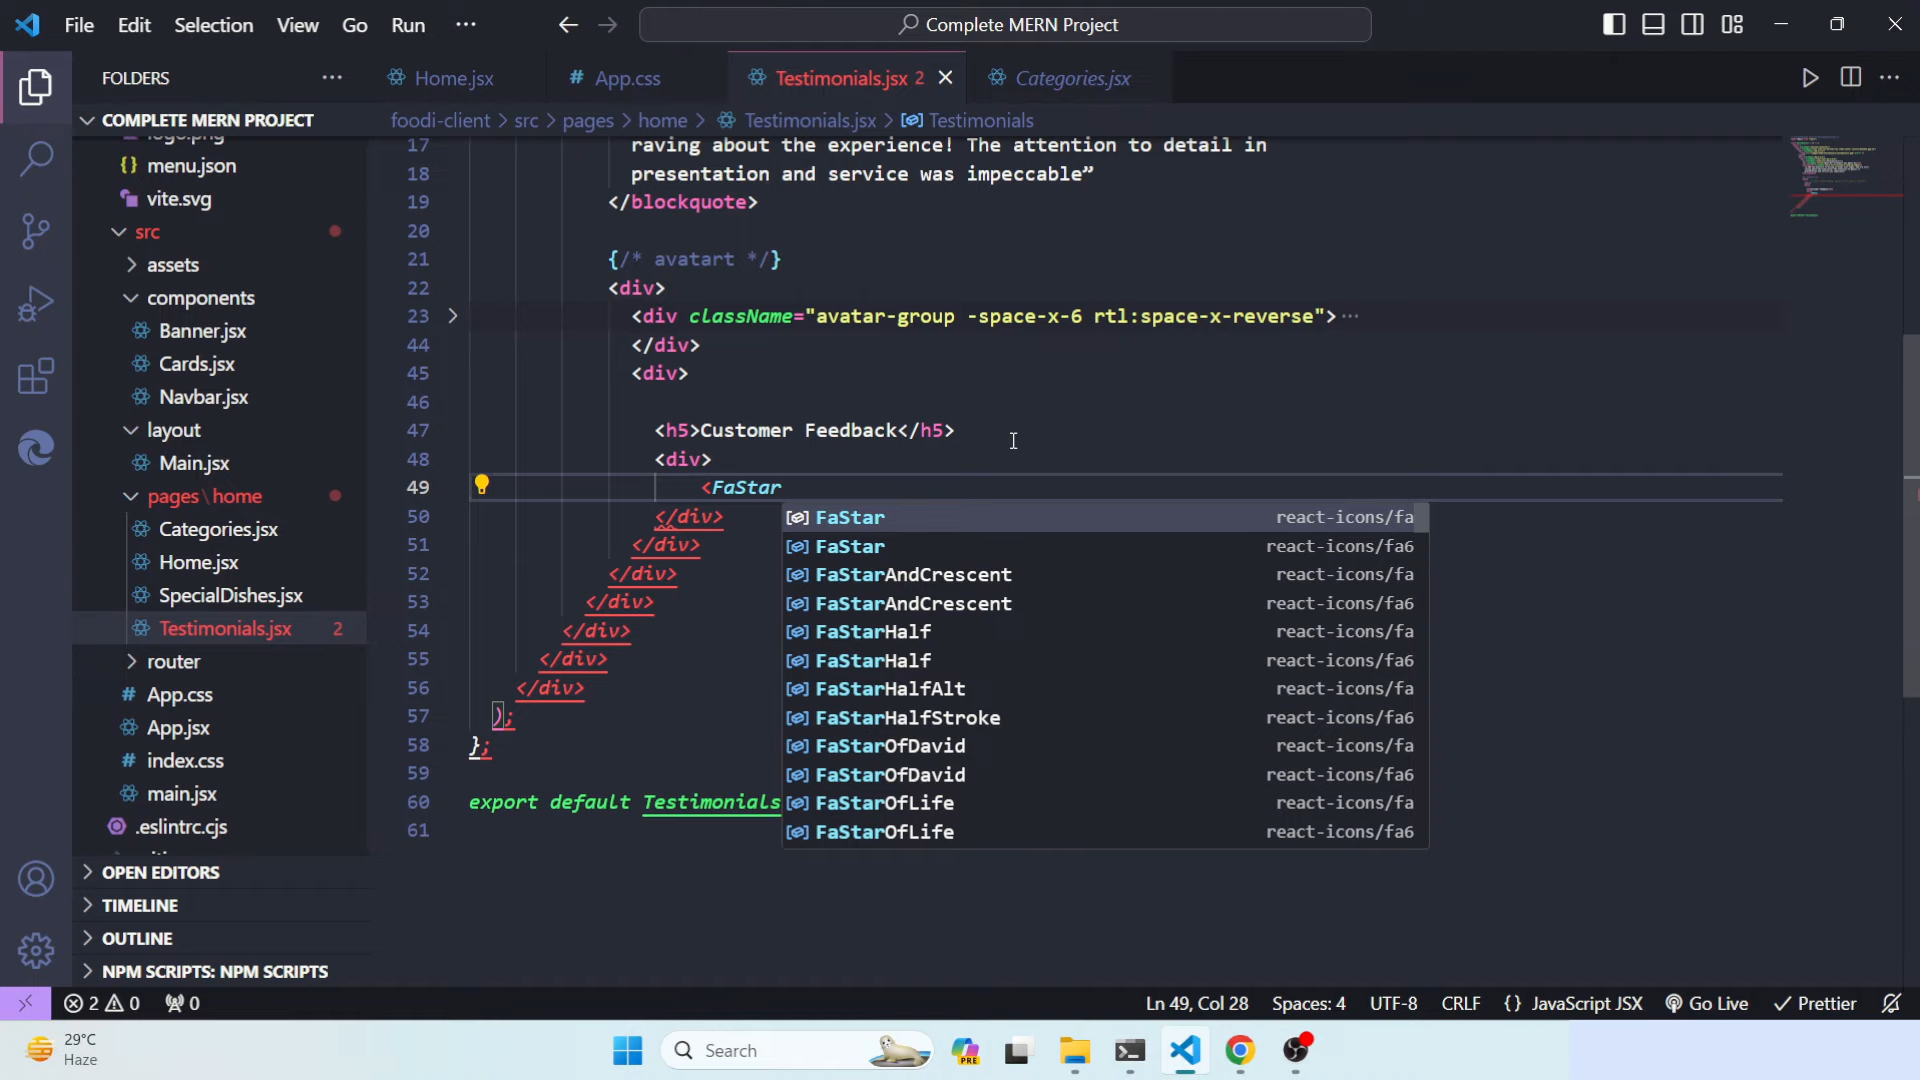 File Edit Selection View Go Run ··· Complete MERN Project
FOLDERS ···
Home.jsx # App.css Testimonials.jsx 2 Categories.jsx
COMPLETE MERN PROJECT
foodi-client > src > pages > home > Testimonials.jsx > Testimonials
logo.png
{} menu.json
vite.svg
src
assets
components
Banner.jsx
Cards.jsx
Navbar.jsx
layout
Main.jsx
pages\home
Categories.jsx
Home.jsx
SpecialDishes.jsx
Testimonials.jsx 2
router
# App.css
App.jsx
# index.css
main.jsx
.eslintrc.cjs
OPEN EDITORS
TIMELINE
OUTLINE
NPM SCRIPTS: NPM SCRIPTS
17 raving about the experience! The attention to detail in
18 presentation and service was impeccable”
19 </blockquote>
20
21 {/* avatart */}
22 <div>
23 <div className="avatar-group -space-x-6 rtl:space-x-reverse">···
44 </div>
45 <div>
46
47 <h5>Customer Feedback</h5>
48 <div>
49 <FaStar
50 </div>
51 </div>
52 </div>
53 </div>
54 </div>
55 </div>
56 </div>
57 );
58 };
59
60 export default Testimonials
61
FaStar react-icons/fa
FaStar react-icons/fa6
FaStarAndCrescent react-icons/fa
FaStarAndCrescent react-icons/fa6
FaStarHalf react-icons/fa
FaStarHalf react-icons/fa6
FaStarHalfAlt react-icons/fa
FaStarHalfStroke react-icons/fa6
FaStarOfDavid react-icons/fa
FaStarOfDavid react-icons/fa6
FaStarOfLife react-icons/fa
FaStarOfLife react-icons/fa6
2 0 0 Ln 49, Col 28 Spaces: 4 UTF-8 CRLF {} JavaScript JSX Go Live Prettier
29°C
Haze
Search
PRE